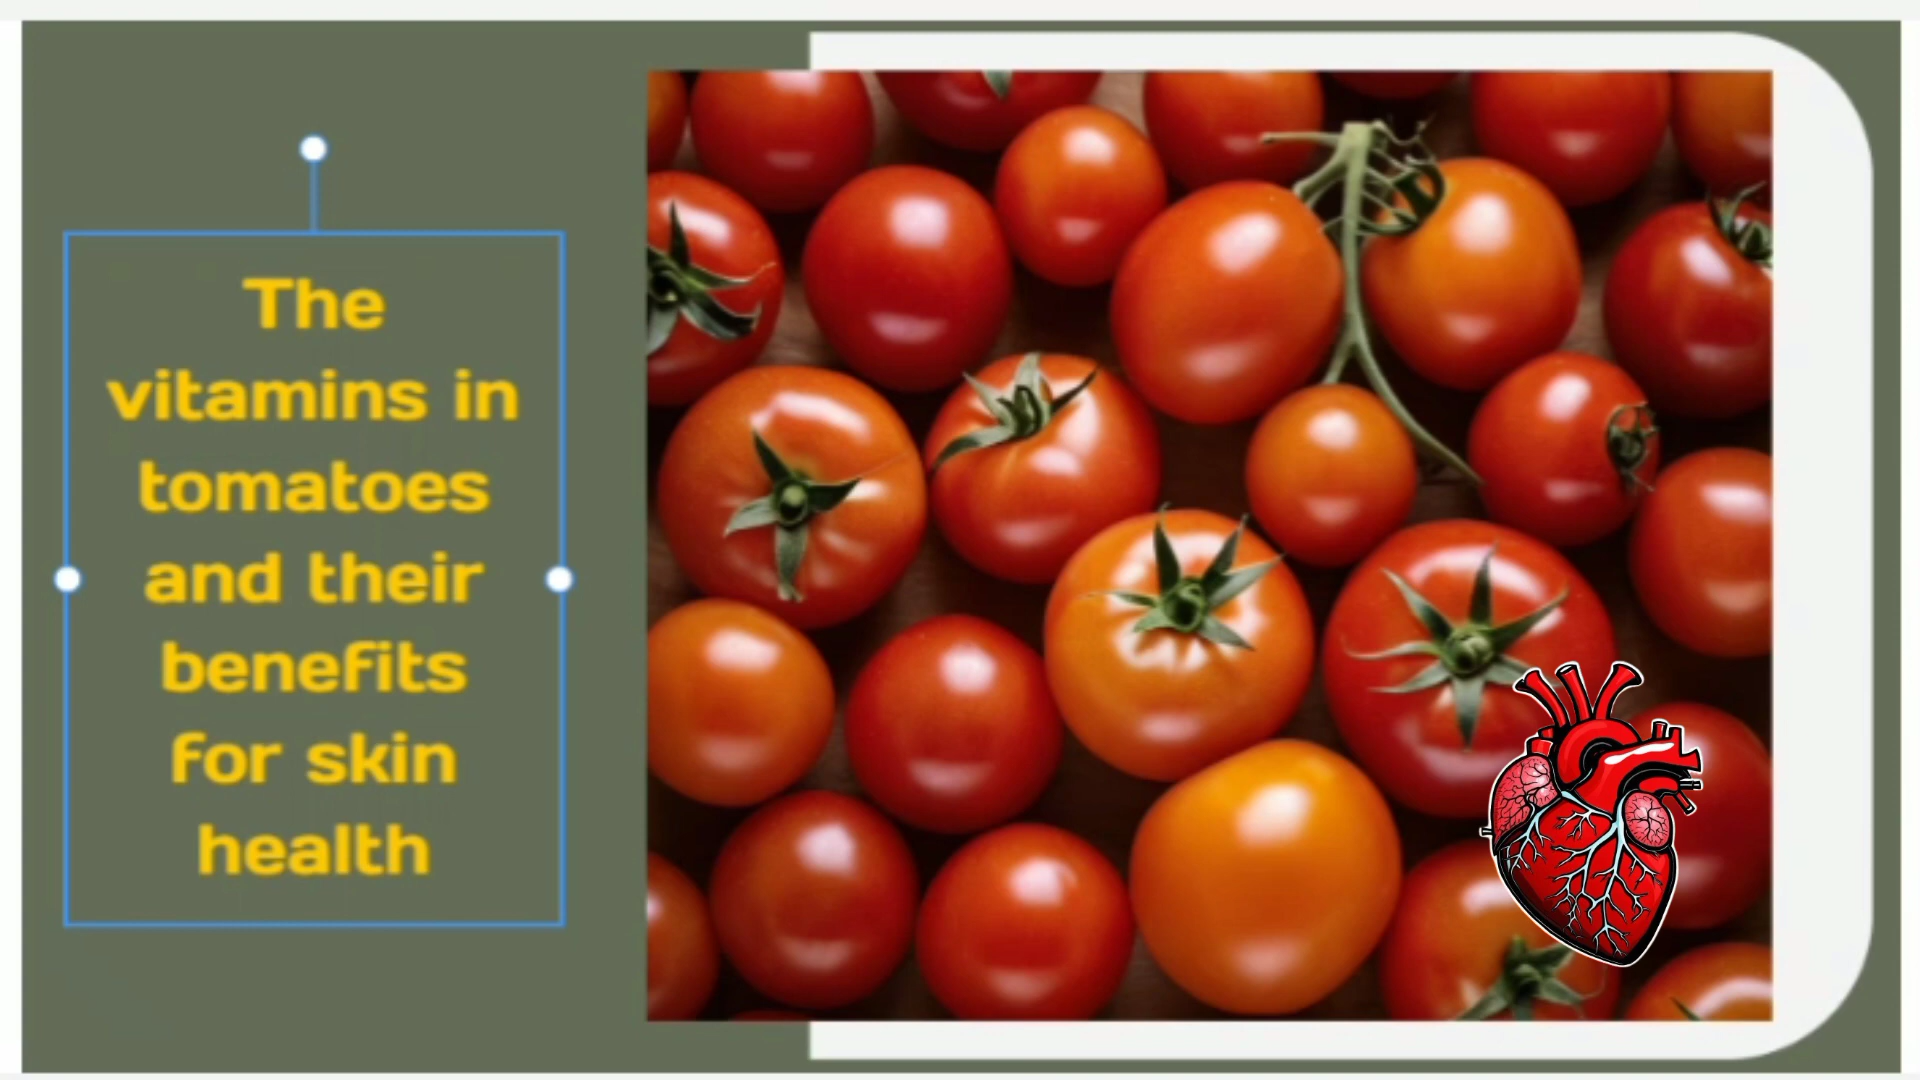 The
vitamins in
tomatoes
and their
benefits
for skin
health